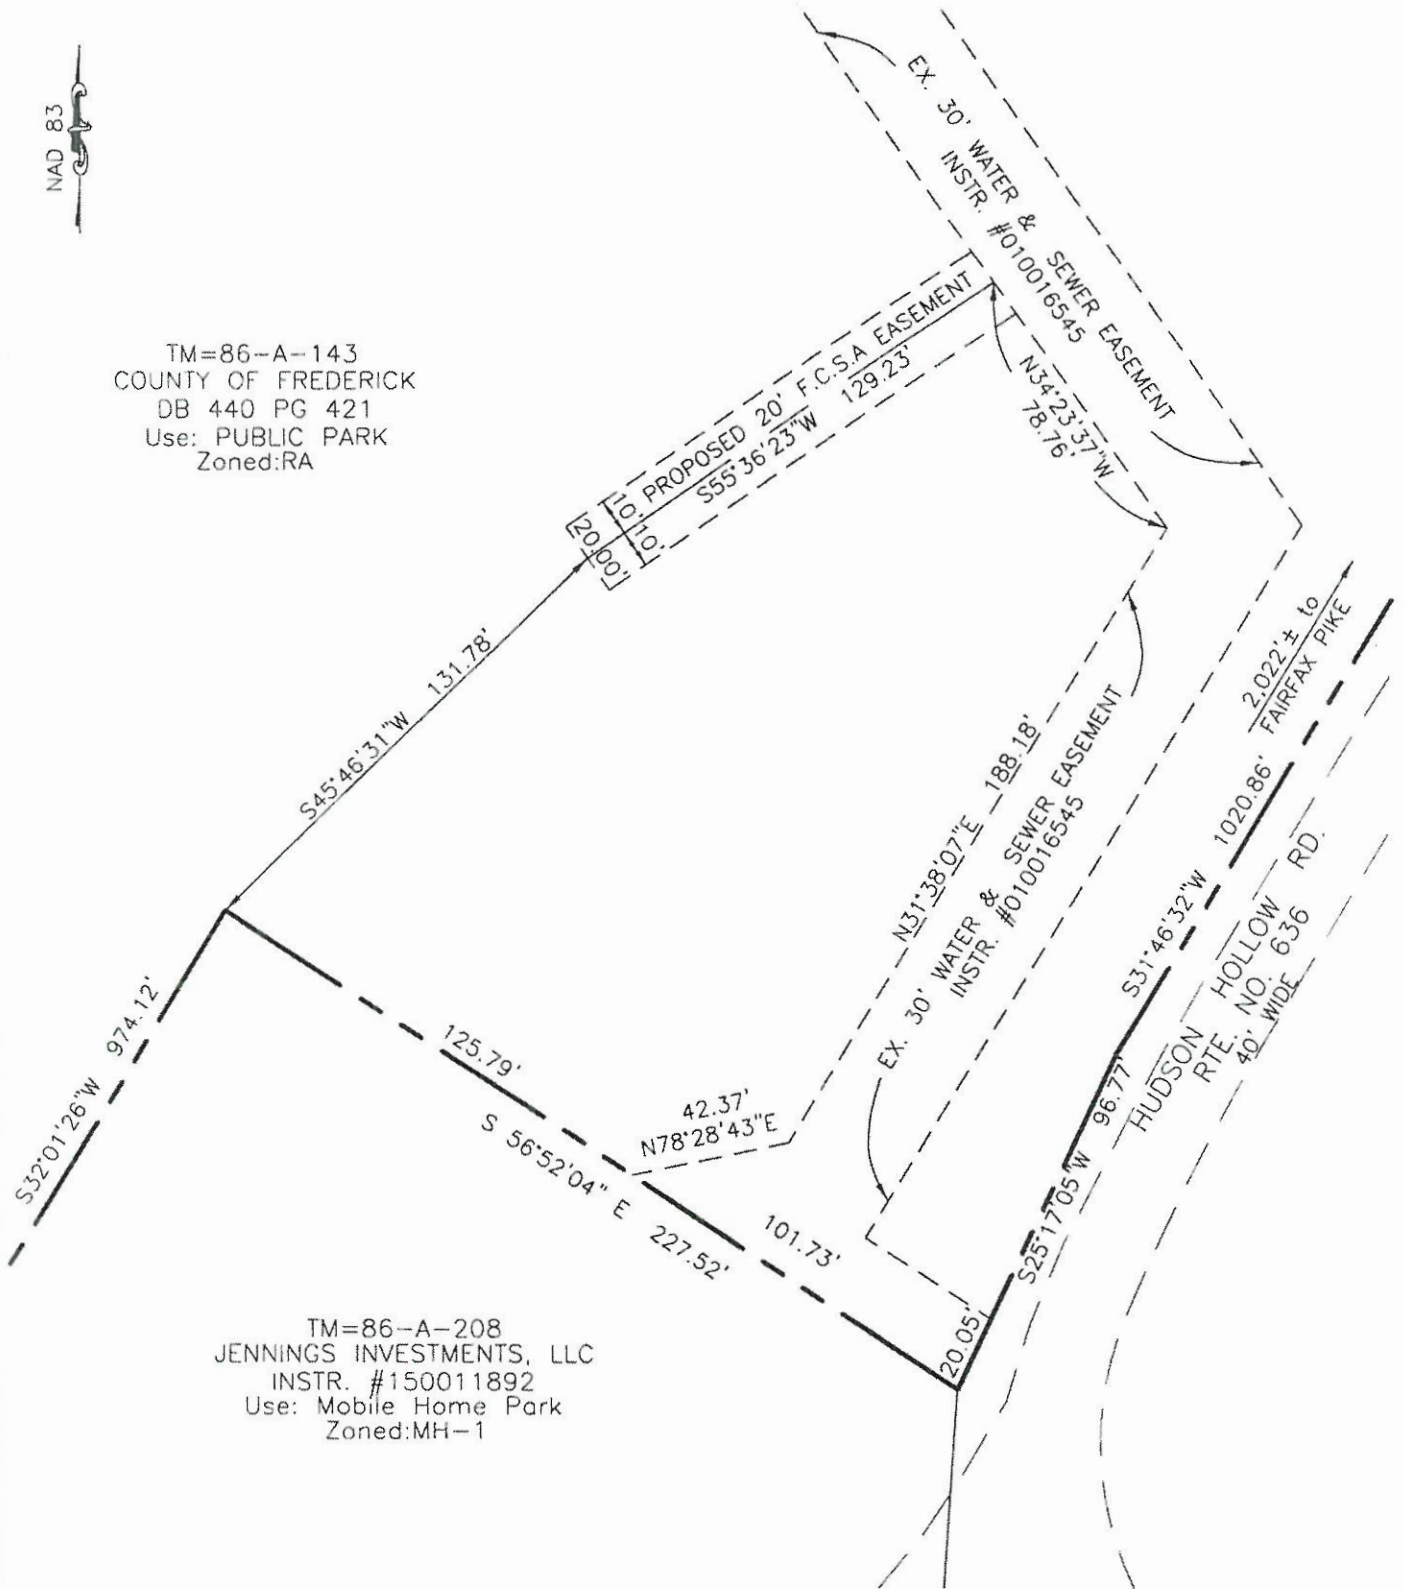 NAD 83
EX. 30' WATER & SEWER EASEMENT
INSTR. #010016545
TM=86-A-143
COUNTY OF FREDERICK
DB 440 PG 421
Use: PUBLIC PARK
Zoned:RA
PROPOSED 20' F.C.S.A EASEMENT
S55°36'23"W 129.23'
10'
10'
20.00'
N34°23'37"W
78.76'
2,022'± to
FAIRFAX PIKE
S45°46'31"W 131.78'
N31°38'07"E 188.18'
EX. 30' WATER & SEWER EASEMENT
INSTR. #010016545
S31°46'32"W 1020.86'
HUDSON HOLLOW RD.
RTE. NO. 636
40' WIDE
S32°01'26"W 974.12'
125.79'
S 56°52'04" E 227.52'
42.37'
N78°28'43"E
101.73'
S25°17'05"W 96.77'
20.05'
TM=86-A-208
JENNINGS INVESTMENTS, LLC
INSTR. #150011892
Use: Mobile Home Park
Zoned:MH-1